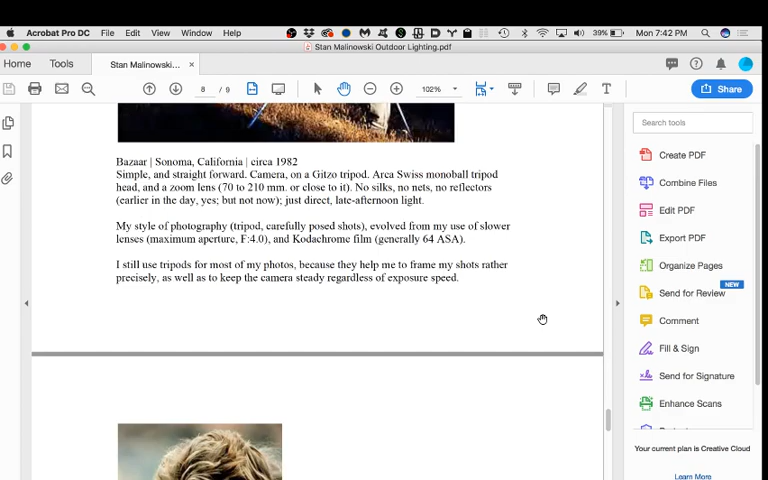 Acrobat Pro DC File Edit View Window Help 39% Mon 7:42 PM
Stan Malinowski Outdoor Lighting.pdf
Home Tools Stan Malinowski... ×
8 / 9 102% Share
Bazaar | Sonoma, California | circa 1982
Simple, and straight forward. Camera, on a Gitzo tripod. Arca Swiss monoball tripod
head, and a zoom lens (70 to 210 mm. or close to it). No silks, no nets, no reflectors
(earlier in the day, yes; but not now); just direct, late-afternoon light.
My style of photography (tripod, carefully posed shots), evolved from my use of slower
lenses (maximum aperture, F:4.0), and Kodachrome film (generally 64 ASA).
I still use tripods for most of my photos, because they help me to frame my shots rather
precisely, as well as to keep the camera steady regardless of exposure speed.
Search tools
Create PDF
Combine Files
Edit PDF
Export PDF
Organize Pages
NEW
Send for Review
Comment
Fill & Sign
Send for Signature
Enhance Scans
Your current plan is Creative Cloud
Learn More